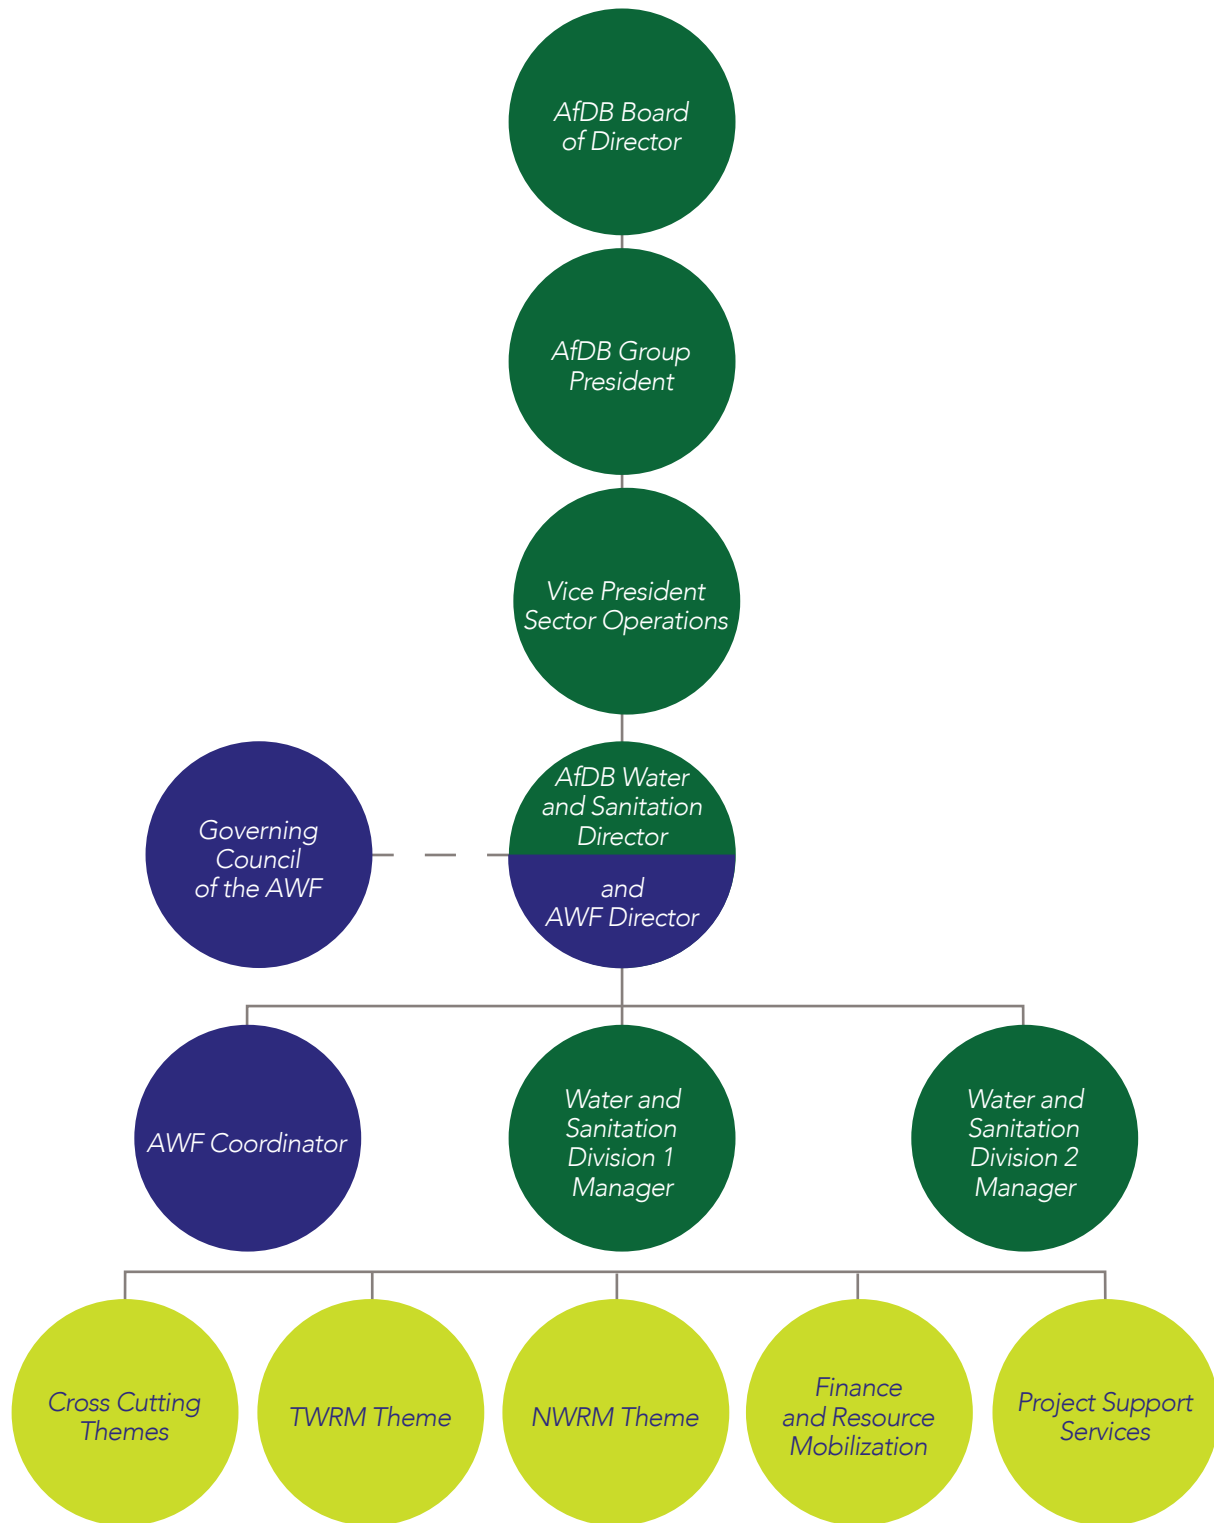 AfDB Board
of Director
AfDB Group
President
Vice President
Sector Operations
Governing
Council
of the AWF
AfDB Water
and Sanitation
Director
and
AWF Director
AWF Coordinator
Water and
Sanitation
Division 1
Manager
Water and
Sanitation
Division 2
Manager
Cross Cutting
Themes
TWRM Theme
NWRM Theme
Finance
and Resource
Mobilization
Project Support
Services